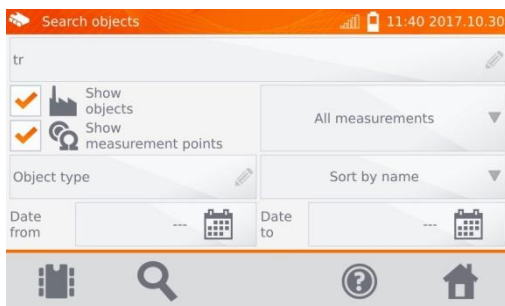 Search objects 11:40 2017.10.30
tr
Show
objects
Show
measurement points
All measurements
Object type
Sort by name
Date
from
---
Date
to
---
?